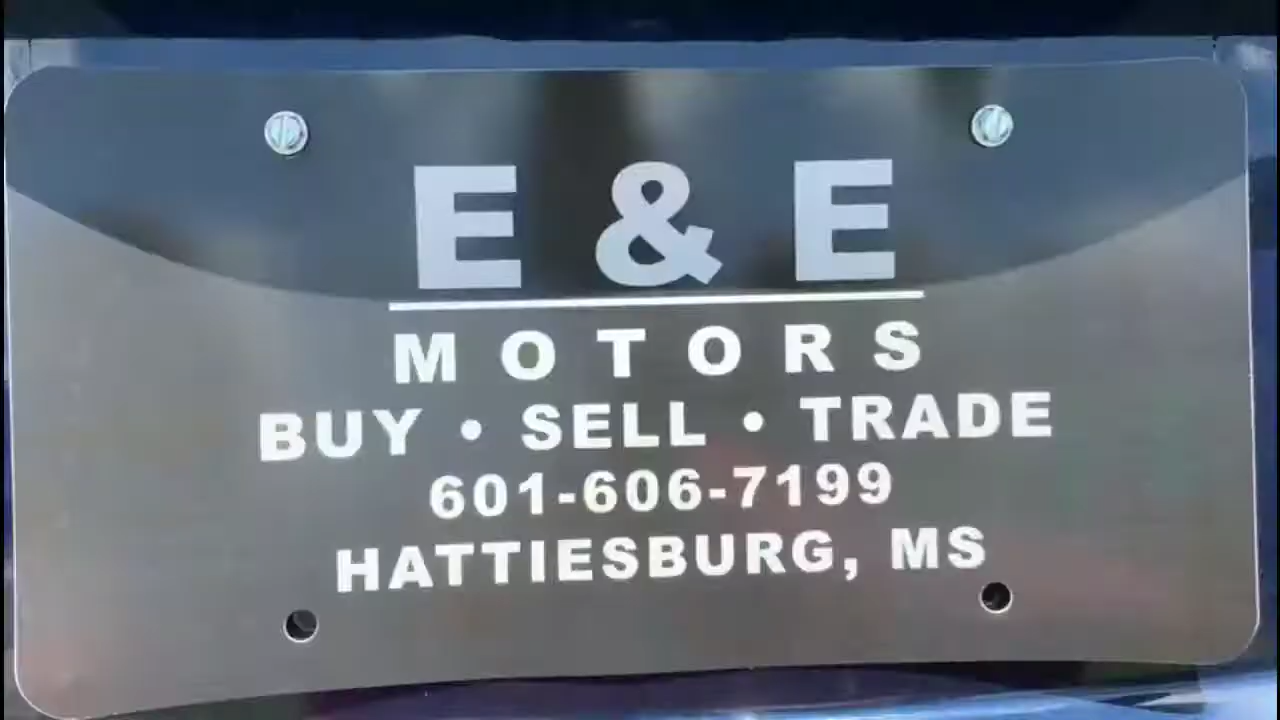 E & E
MOTORS
BUY • SELL • TRADE
601-606-7199
HATTIESBURG, MS